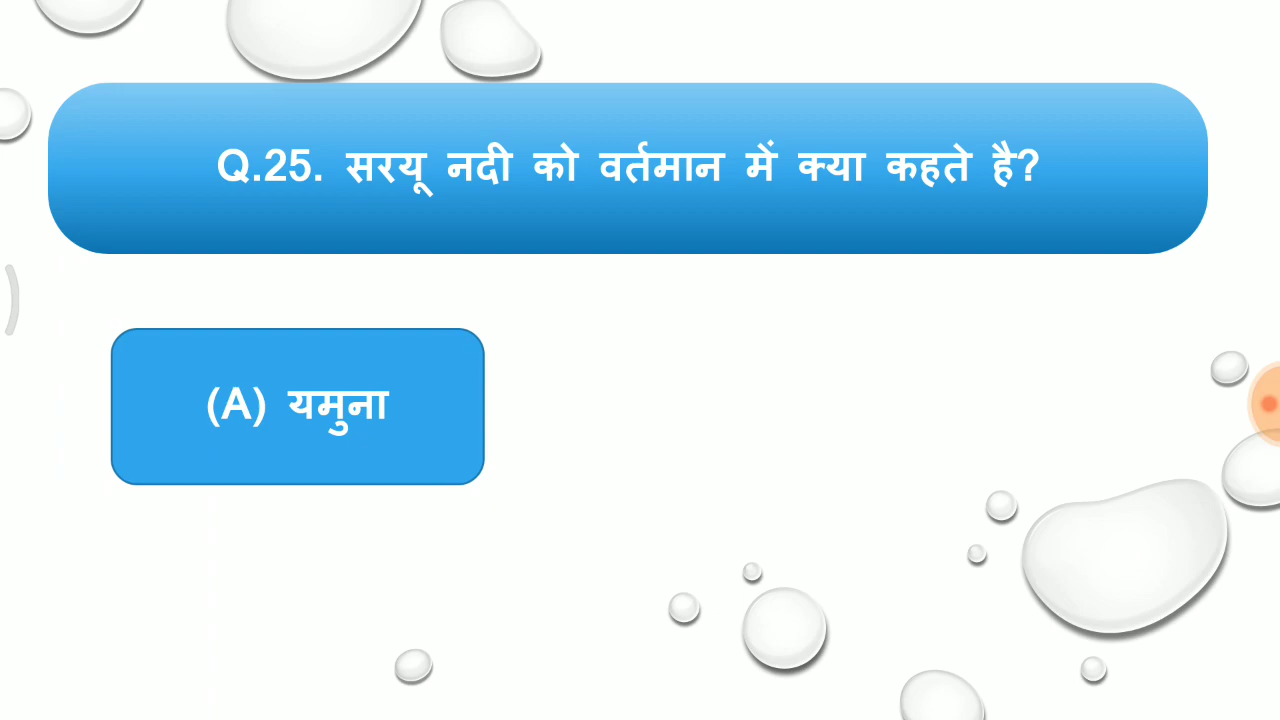 Q.25. सरयू नदी को वर्तमान में क्या कहते है?
(A) यमुना